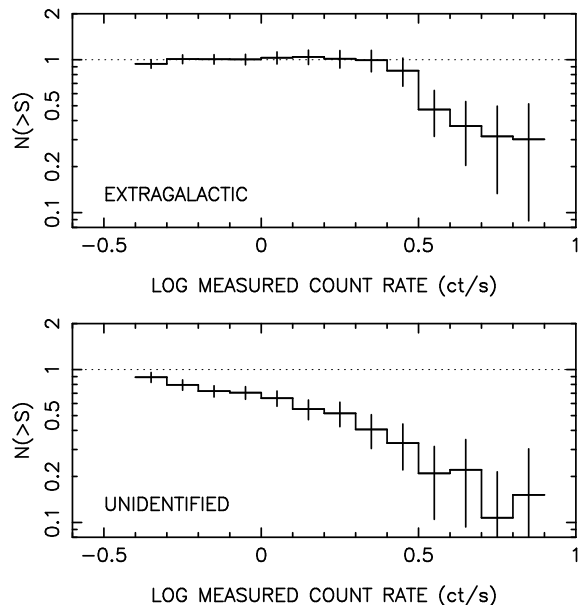 2
1
0.5
0.2
0.1
N(>S)
EXTRAGALACTIC
−0.5 0 0.5 1
LOG MEASURED COUNT RATE (ct/s)
2
1
0.5
0.2
0.1
N(>S)
UNIDENTIFIED
−0.5 0 0.5 1
LOG MEASURED COUNT RATE (ct/s)